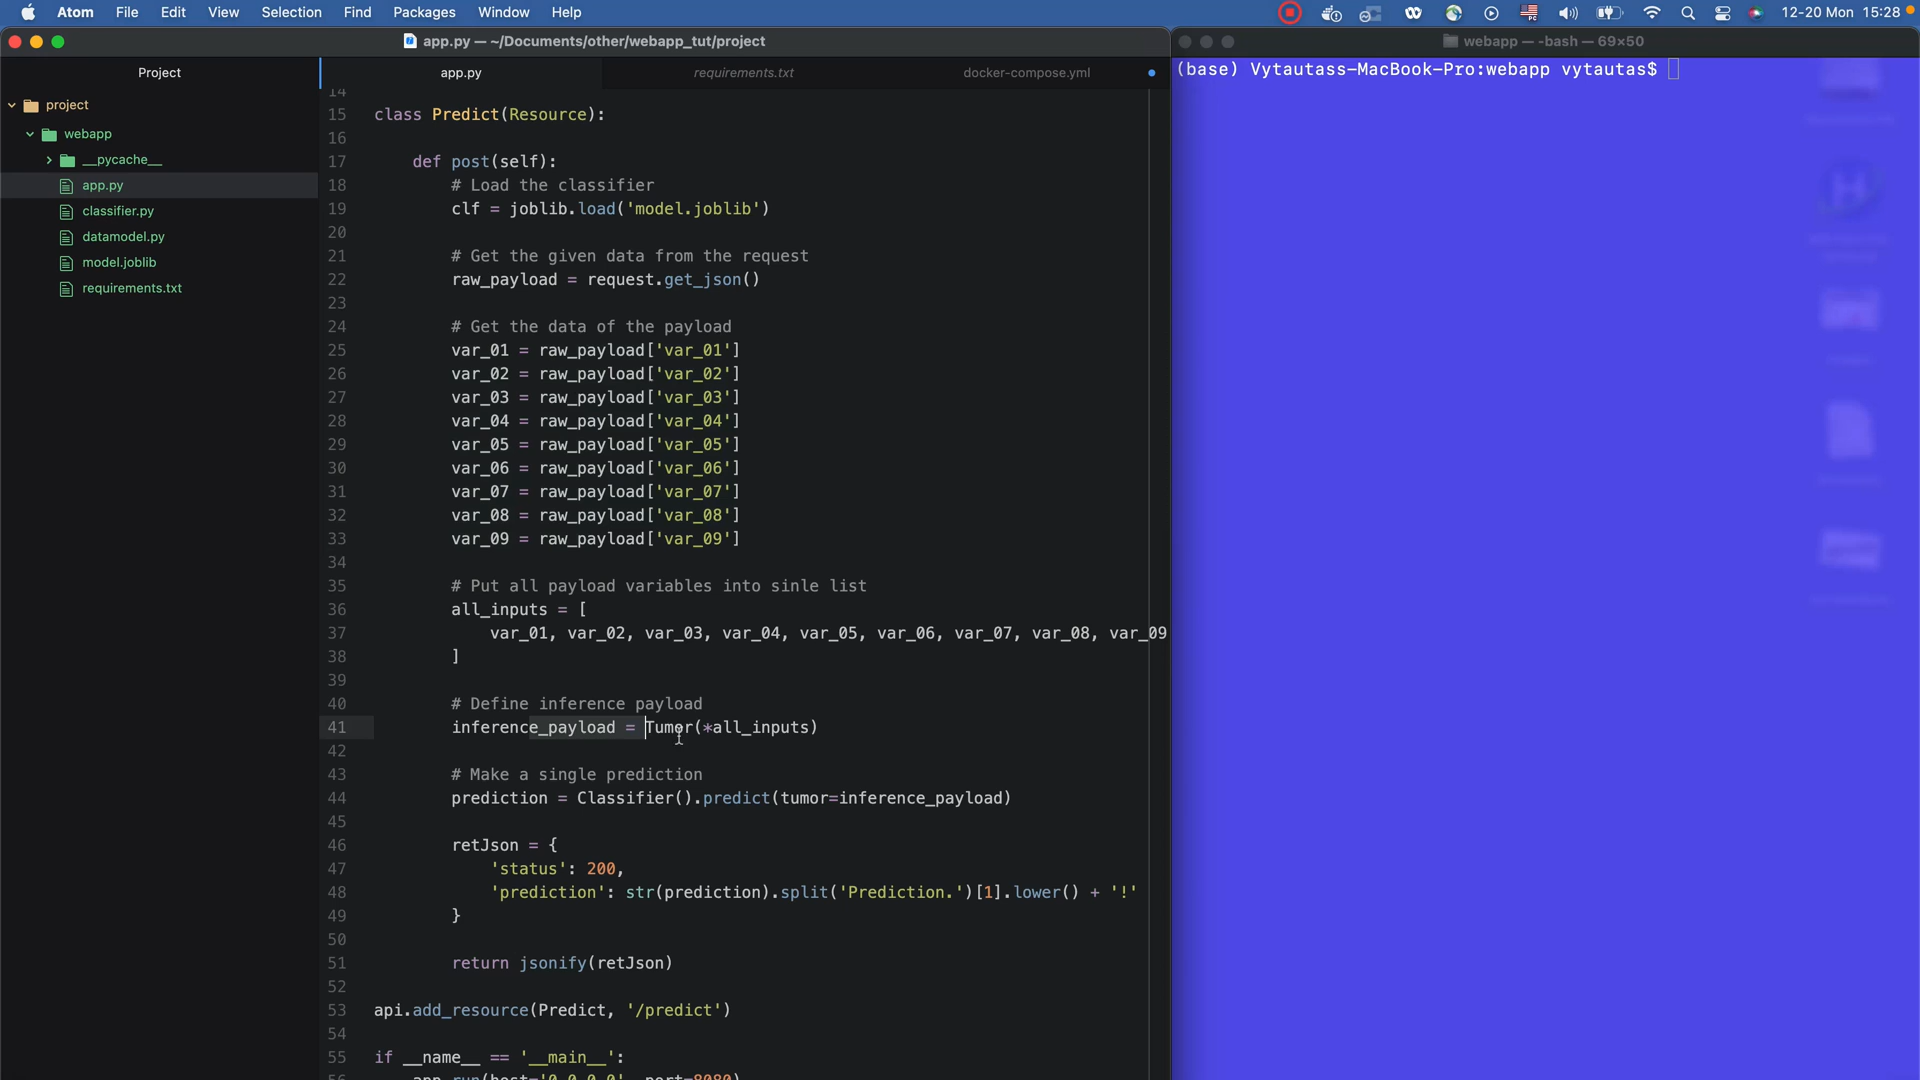 Atom File Edit View Selection Find Packages Window Help 12-20 Mon 15:28
app.py — ~/Documents/other/webapp_tut/project
webapp — -bash — 69×50
Project
app.py requirements.txt docker-compose.yml
(base) Vytautass-MacBook-Pro:webapp vytautas$
project
webapp
__pycache__
app.py
classifier.py
datamodel.py
model.joblib
requirements.txt
14
15 class Predict(Resource):
16
17 def post(self):
18 # Load the classifier
19 clf = joblib.load('model.joblib')
20
21 # Get the given data from the request
22 raw_payload = request.get_json()
23
24 # Get the data of the payload
25 var_01 = raw_payload['var_01']
26 var_02 = raw_payload['var_02']
27 var_03 = raw_payload['var_03']
28 var_04 = raw_payload['var_04']
29 var_05 = raw_payload['var_05']
30 var_06 = raw_payload['var_06']
31 var_07 = raw_payload['var_07']
32 var_08 = raw_payload['var_08']
33 var_09 = raw_payload['var_09']
34
35 # Put all payload variables into sinle list
36 all_inputs = [
37 var_01, var_02, var_03, var_04, var_05, var_06, var_07, var_08, var_09
38 ]
39
40 # Define inference payload
41 inference_payload = Tumor(*all_inputs)
42
43 # Make a single prediction
44 prediction = Classifier().predict(tumor=inference_payload)
45
46 retJson = {
47 'status': 200,
48 'prediction': str(prediction).split('Prediction.')[1].lower() + '!'
49 }
50
51 return jsonify(retJson)
52
53 api.add_resource(Predict, '/predict')
54
55 if __name__ == '__main__':
56 app.run(host='0.0.0.0', port=8080)